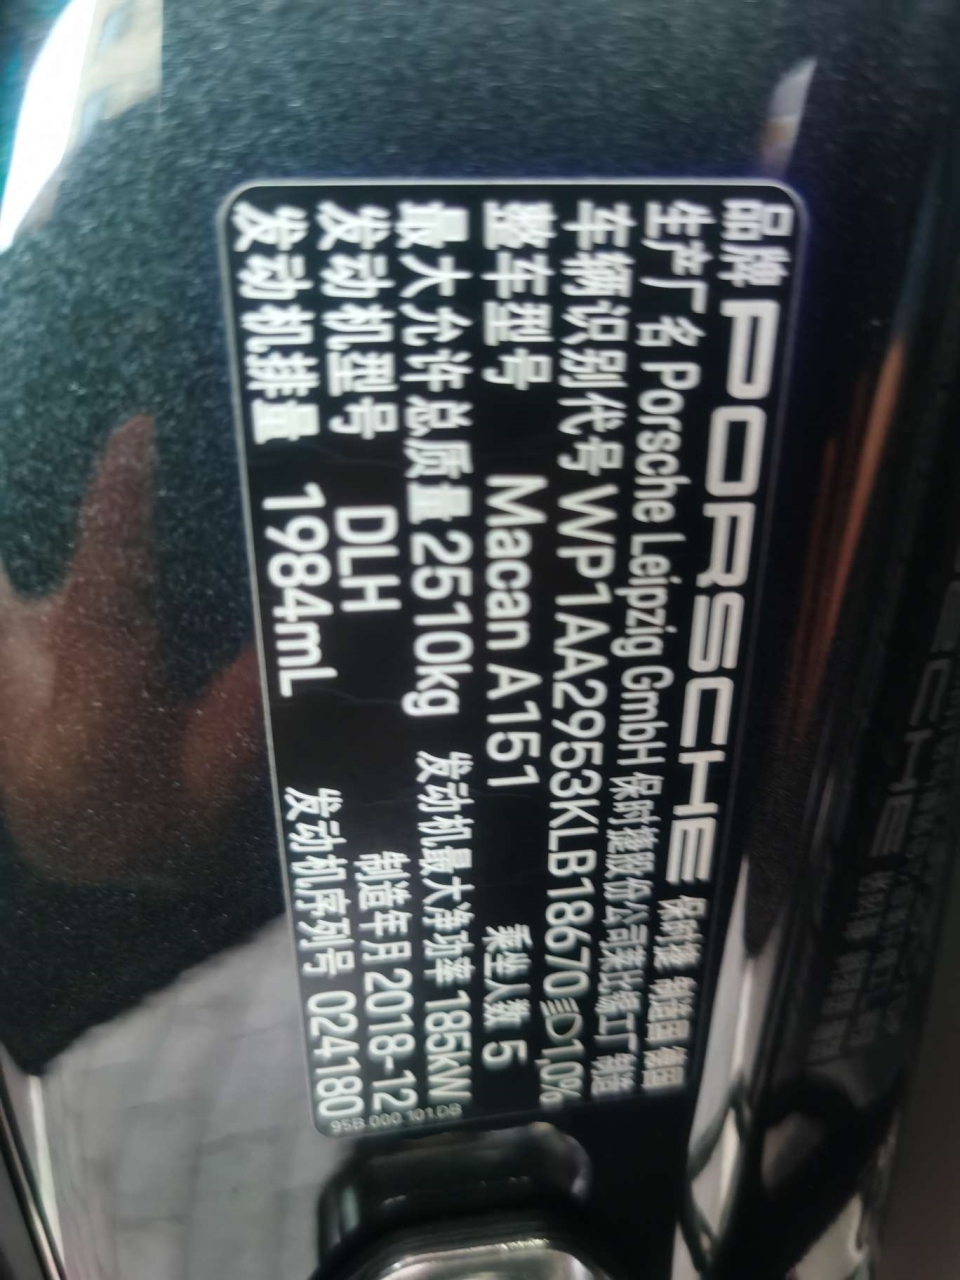 品牌 PORSCHE 保时捷 制造国 德国
生产厂名 Porsche Leipzig GmbH 保时捷股份公司莱比锡工厂 制造
车辆识别代号 WP1AA2953KLB18670 1,0%
整车型号 Macan A151 乘坐人数 5
最大允许总质量 2510kg 发动机最大净功率 185kW
发动机型号 DLH 制造年月 2018-12
发动机排量 1984mL 发动机序列号 024180
95B 000 101 DB